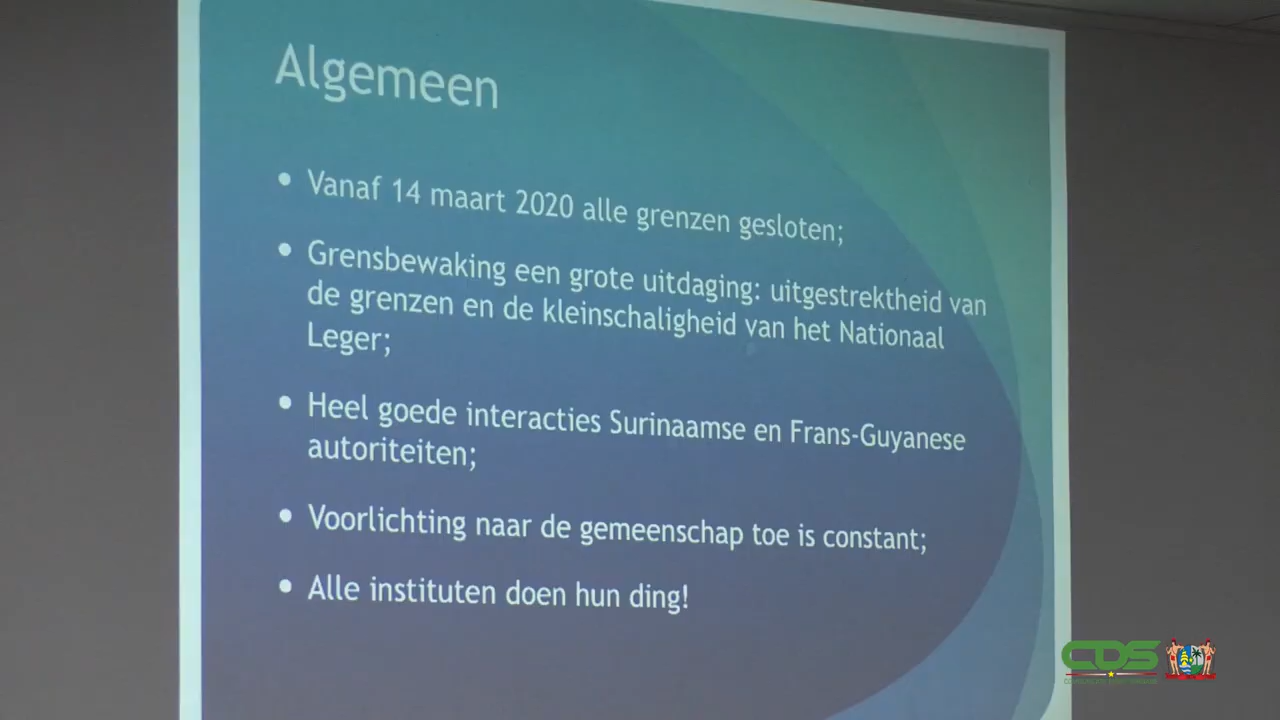 Algemeen
• Vanaf 14 maart 2020 alle grenzen gesloten;
• Grensbewaking een grote uitdaging: uitgestrektheid van
de grenzen en de kleinschaligheid van het Nationaal
Leger;
• Heel goede interacties Surinaamse en Frans-Guyanese
autoriteiten;
• Voorlichting naar de gemeenschap toe is constant;
• Alle instituten doen hun ding!
CDS